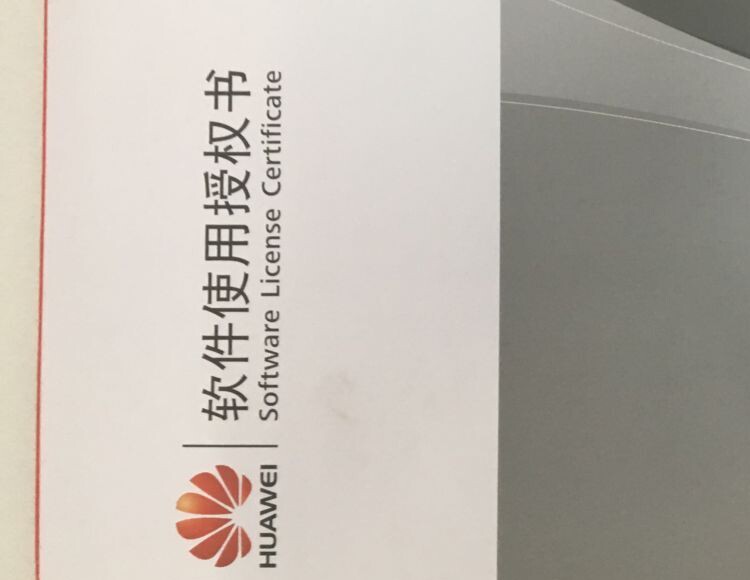 HUAWEI
软件使用授权书
Software License Certificate